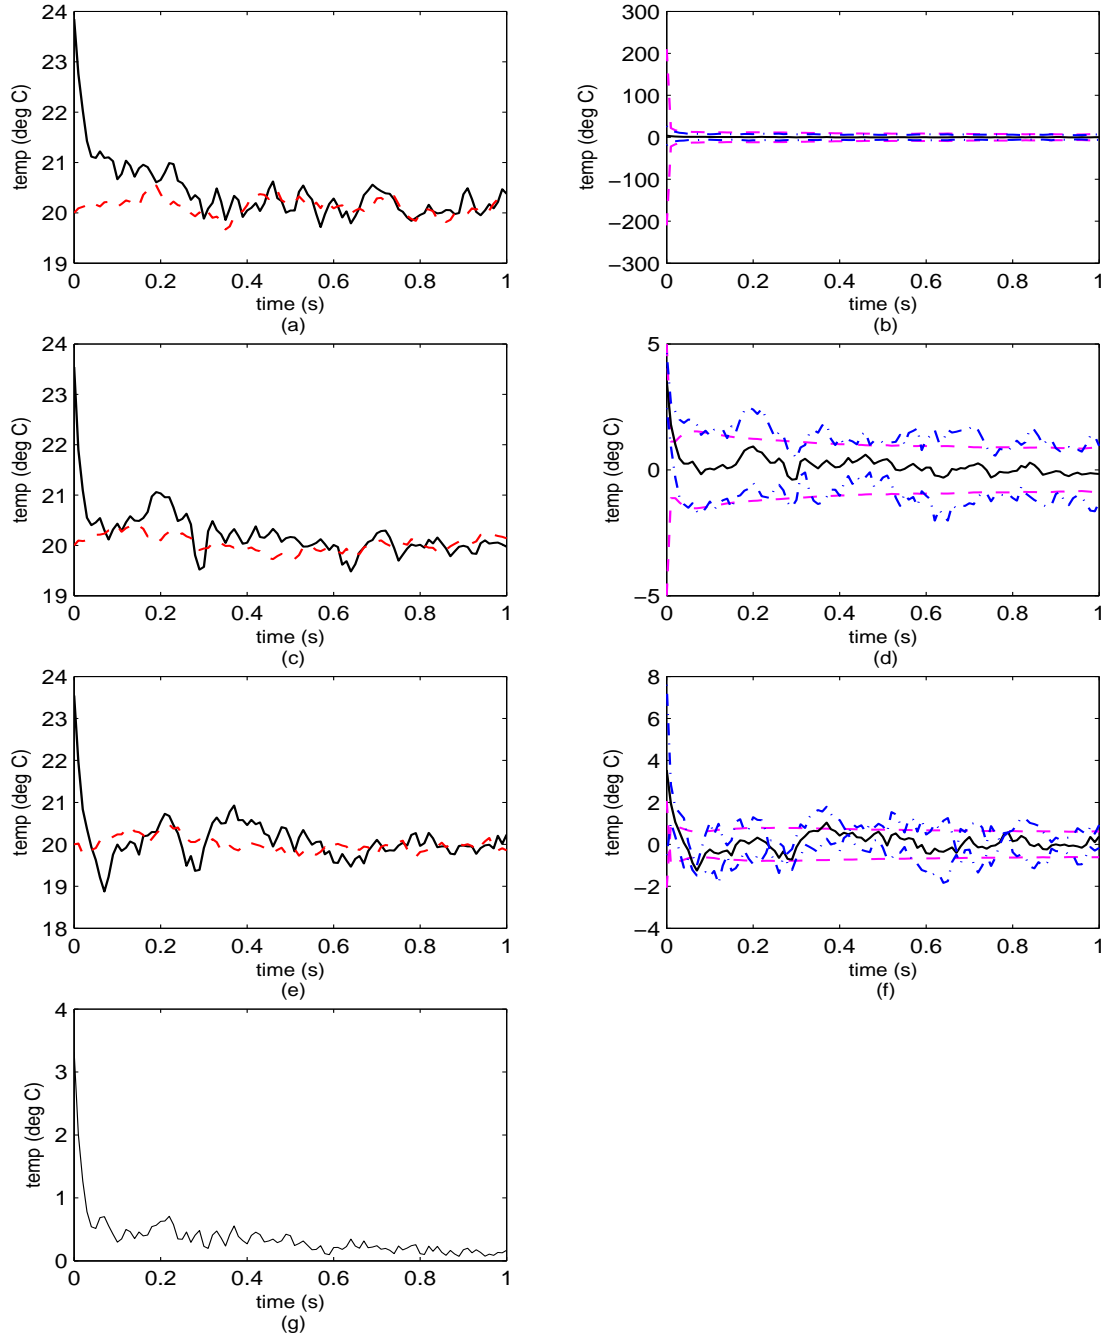 24
23
22
21
20
19
temp (deg C)
0 0.2 0.4 0.6 0.8 1
time (s)
(a)
300
200
100
0
−100
−200
−300
temp (deg C)
0 0.2 0.4 0.6 0.8 1
time (s)
(b)
24
23
22
21
20
19
temp (deg C)
0 0.2 0.4 0.6 0.8 1
time (s)
(c)
5
0
−5
temp (deg C)
0 0.2 0.4 0.6 0.8 1
time (s)
(d)
24
23
22
21
20
19
18
temp (deg C)
0 0.2 0.4 0.6 0.8 1
time (s)
(e)
8
6
4
2
0
−2
−4
temp (deg C)
0 0.2 0.4 0.6 0.8 1
time (s)
(f)
4
3
2
1
0
temp (deg C)
0 0.2 0.4 0.6 0.8 1
time (s)
(g)